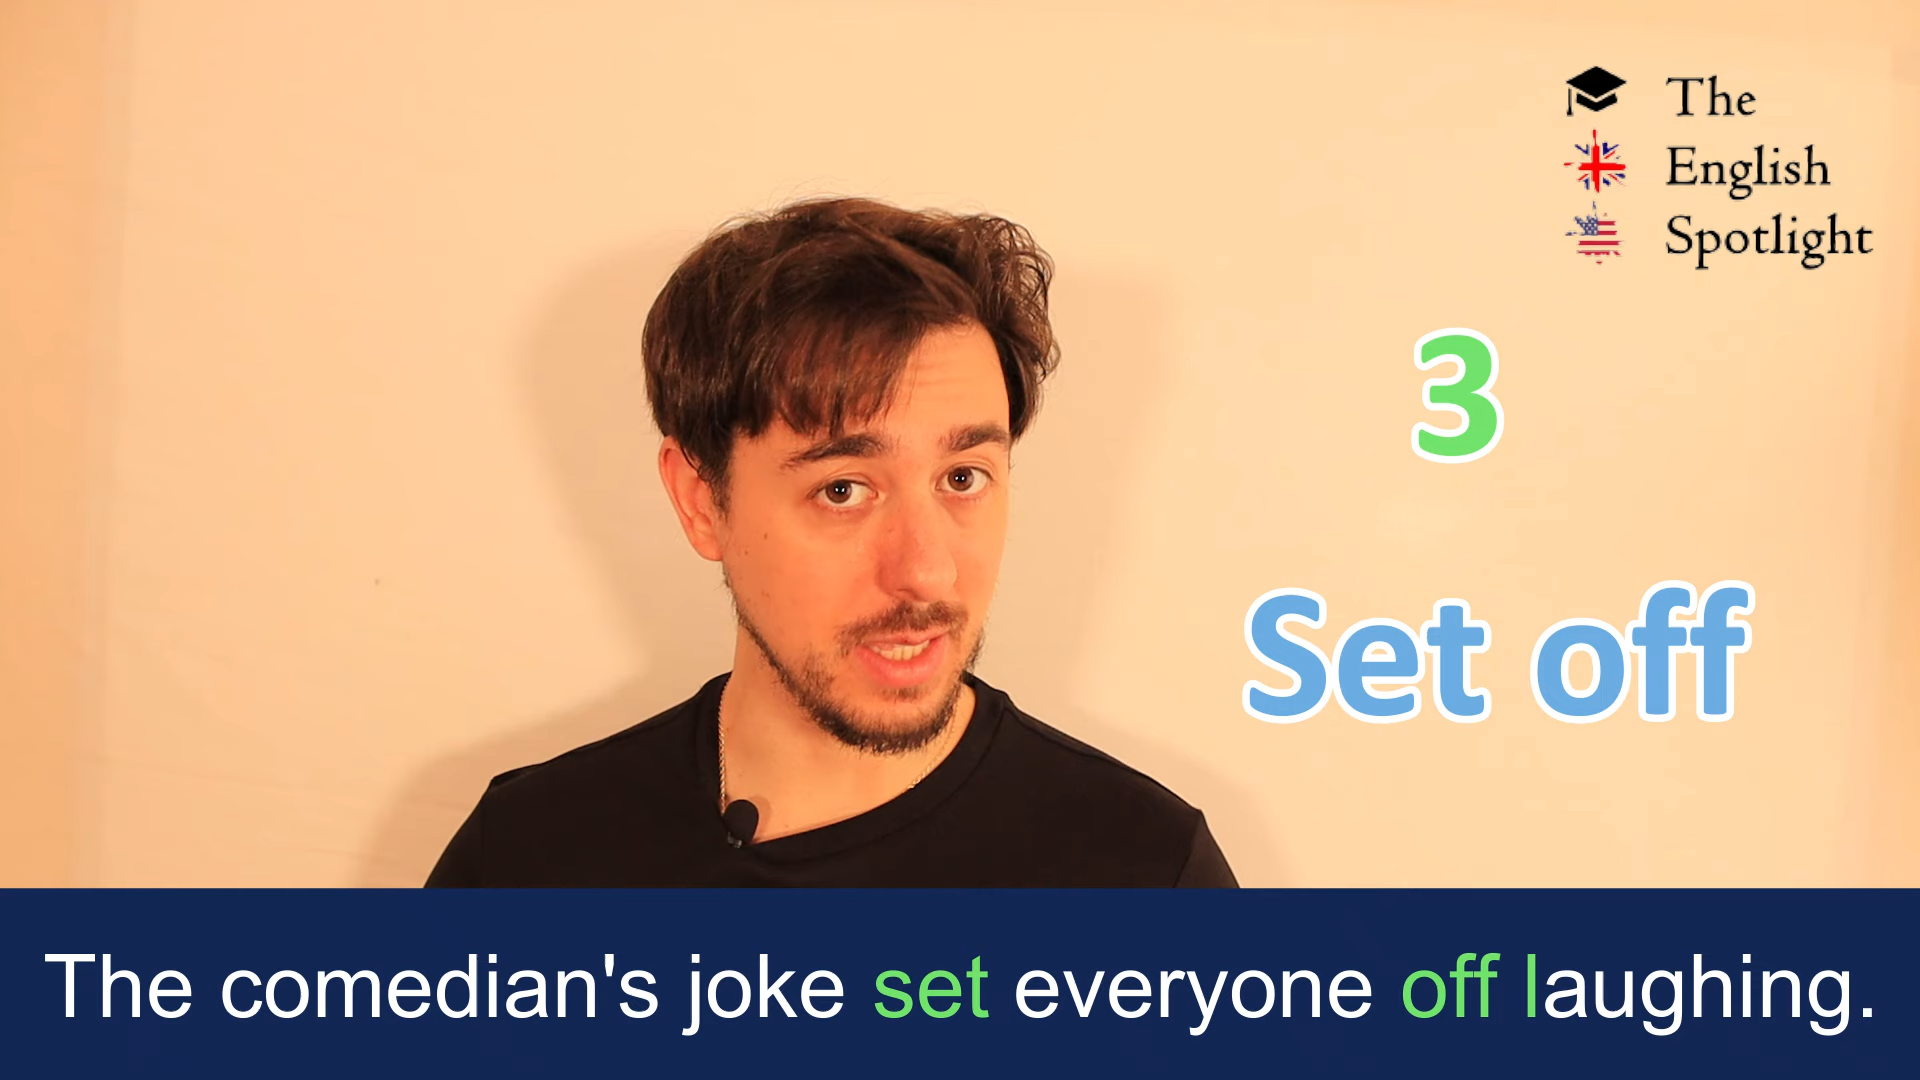 The
English
Spotlight
3
Set off
The comedian's joke set everyone off laughing.